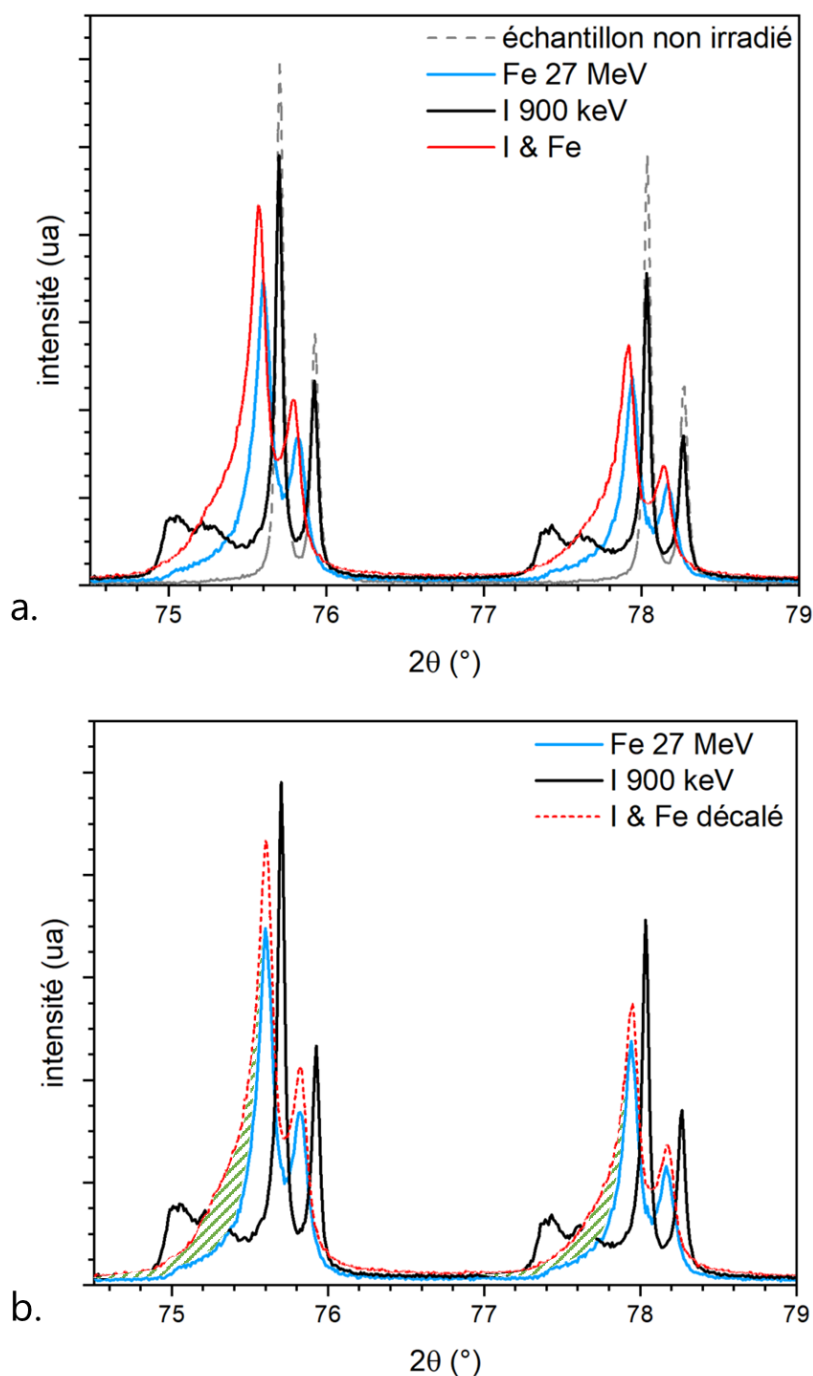 échantillon non irradié
Fe 27 MeV
I 900 keV
I & Fe
intensité (ua)
75 76 77 78 79
a.
2θ (°)
Fe 27 MeV
I 900 keV
I & Fe décalé
intensité (ua)
75 76 77 78 79
b.
2θ (°)